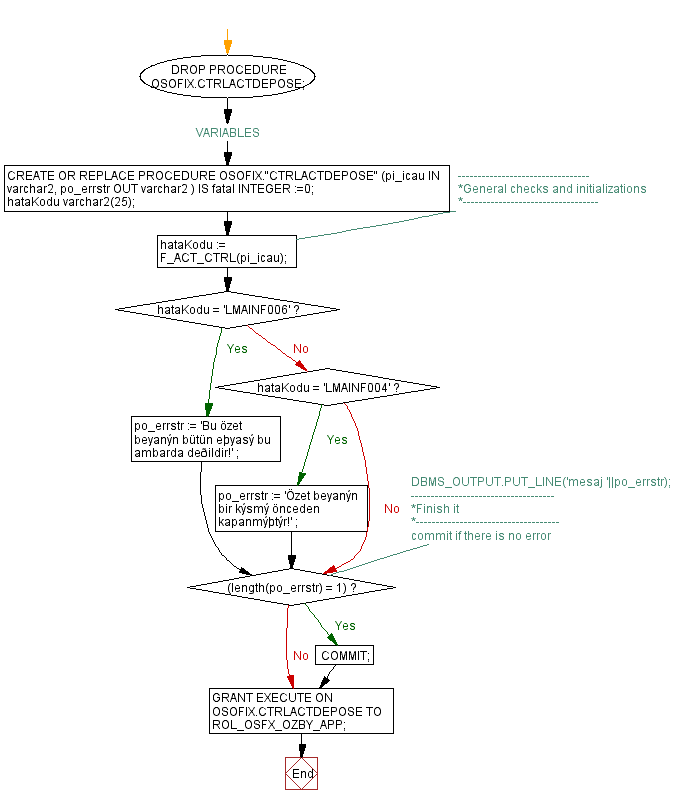 DROP PROCEDURE
OSOFIX.CTRLACTDEPOSE;
VARIABLES
CREATE OR REPLACE PROCEDURE OSOFIX."CTRLACTDEPOSE" (pi_icau IN
varchar2, po_errstr OUT varchar2 ) IS fatal INTEGER :=0;
hataKodu varchar2(25);
---------------------------------
*General checks and initializations
*----------------------------------
hataKodu :=
F_ACT_CTRL(pi_icau);
hataKodu = 'LMAINF006' ?
Yes
No
hataKodu = 'LMAINF004' ?
po_errstr := 'Bu özet
beyanýn bütün eþyasý bu
ambarda deðildir!' ;
Yes
No
po_errstr := 'Özet beyanýn
bir kýsmý önceden
kapanmýþtýr!' ;
DBMS_OUTPUT.PUT_LINE('mesaj '||po_errstr);
------------------------------------
*Finish it
*------------------------------------
commit if there is no error
(length(po_errstr) = 1) ?
Yes
No
COMMIT;
GRANT EXECUTE ON
OSOFIX.CTRLACTDEPOSE TO
ROL_OSFX_OZBY_APP;
End